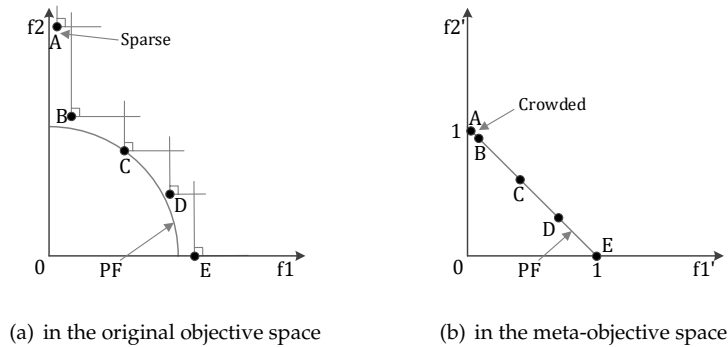 f2
A
Sparse
B
C
D
0
PF
E
f1
(a) in the original objective space
f2'
A
Crowded
1
B
C
D
E
0
PF
1
f1'
(b) in the meta-objective space